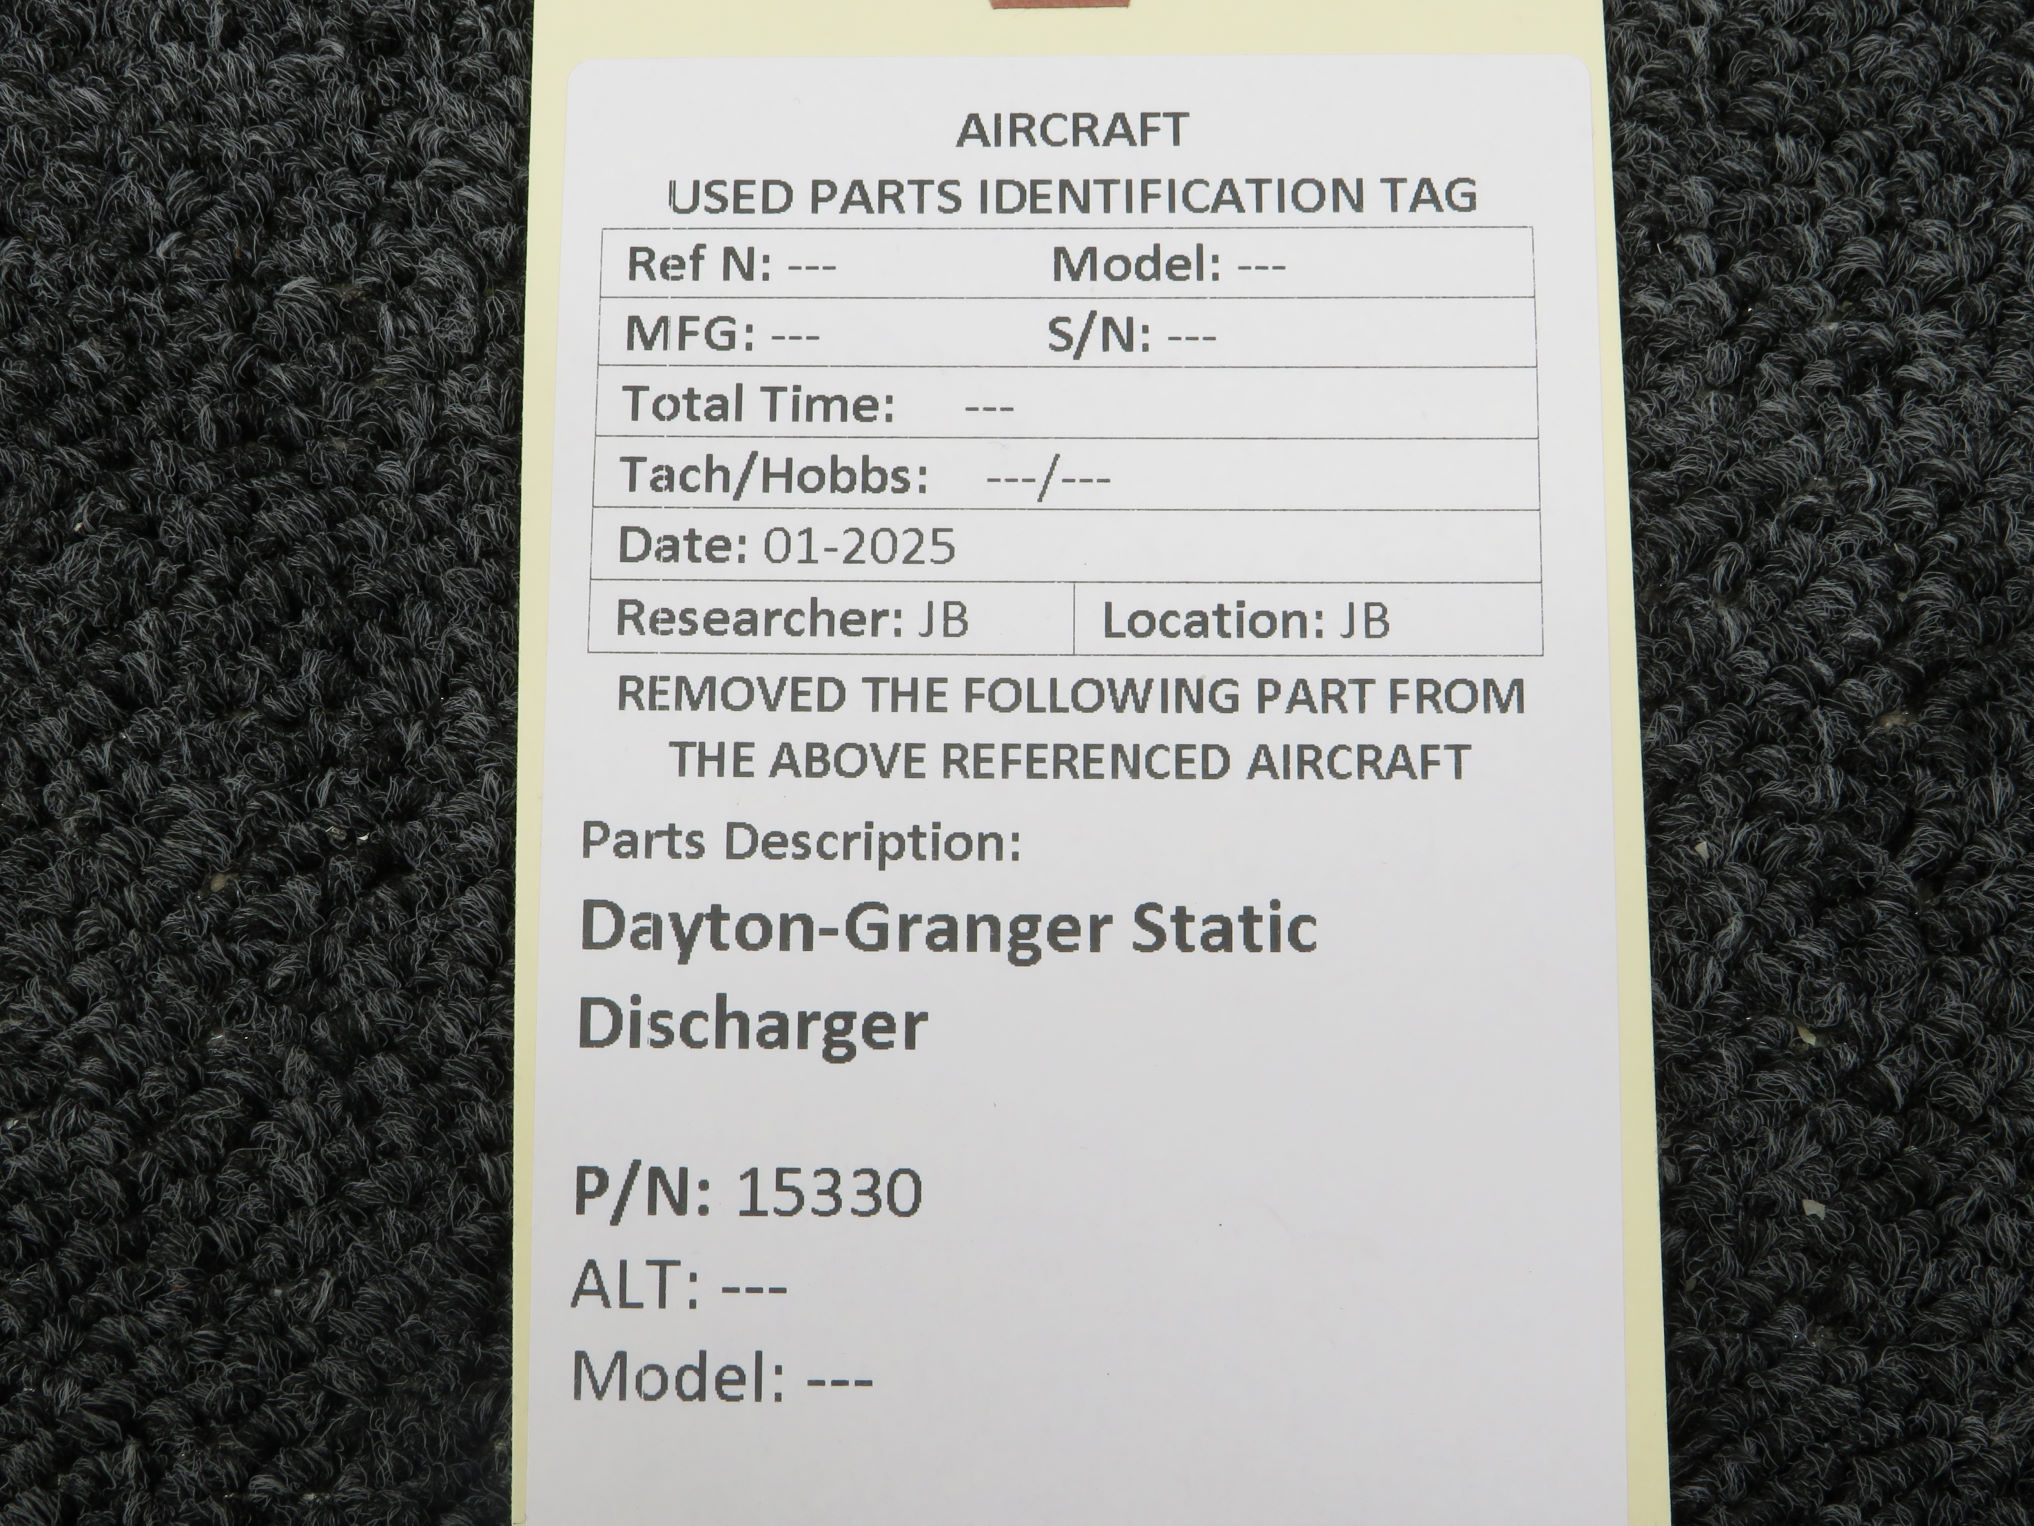 AIRCRAFT
USED PARTS IDENTIFICATION TAG
Ref N: --- Model: ---
MFG: --- S/N: ---
Total Time: ---
Tach/Hobbs: ---/---
Date: 01-2025
Researcher: JB Location: JB
REMOVED THE FOLLOWING PART FROM
THE ABOVE REFERENCED AIRCRAFT
Parts Description:
Dayton-Granger Static
Discharger
P/N: 15330
ALT: ---
Model: ---